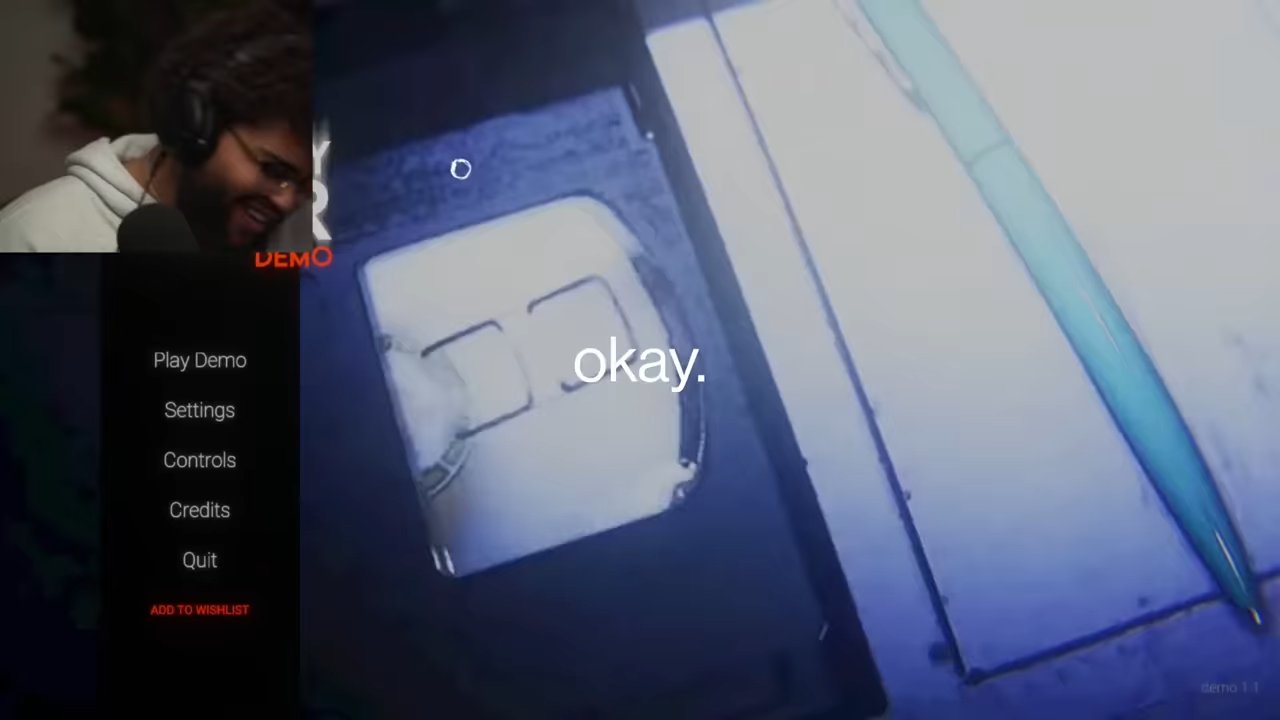 Y
R
DEMO
okay.
Play Demo
Settings
Controls
Credits
Quit
ADD TO WISHLIST
demo 1.1